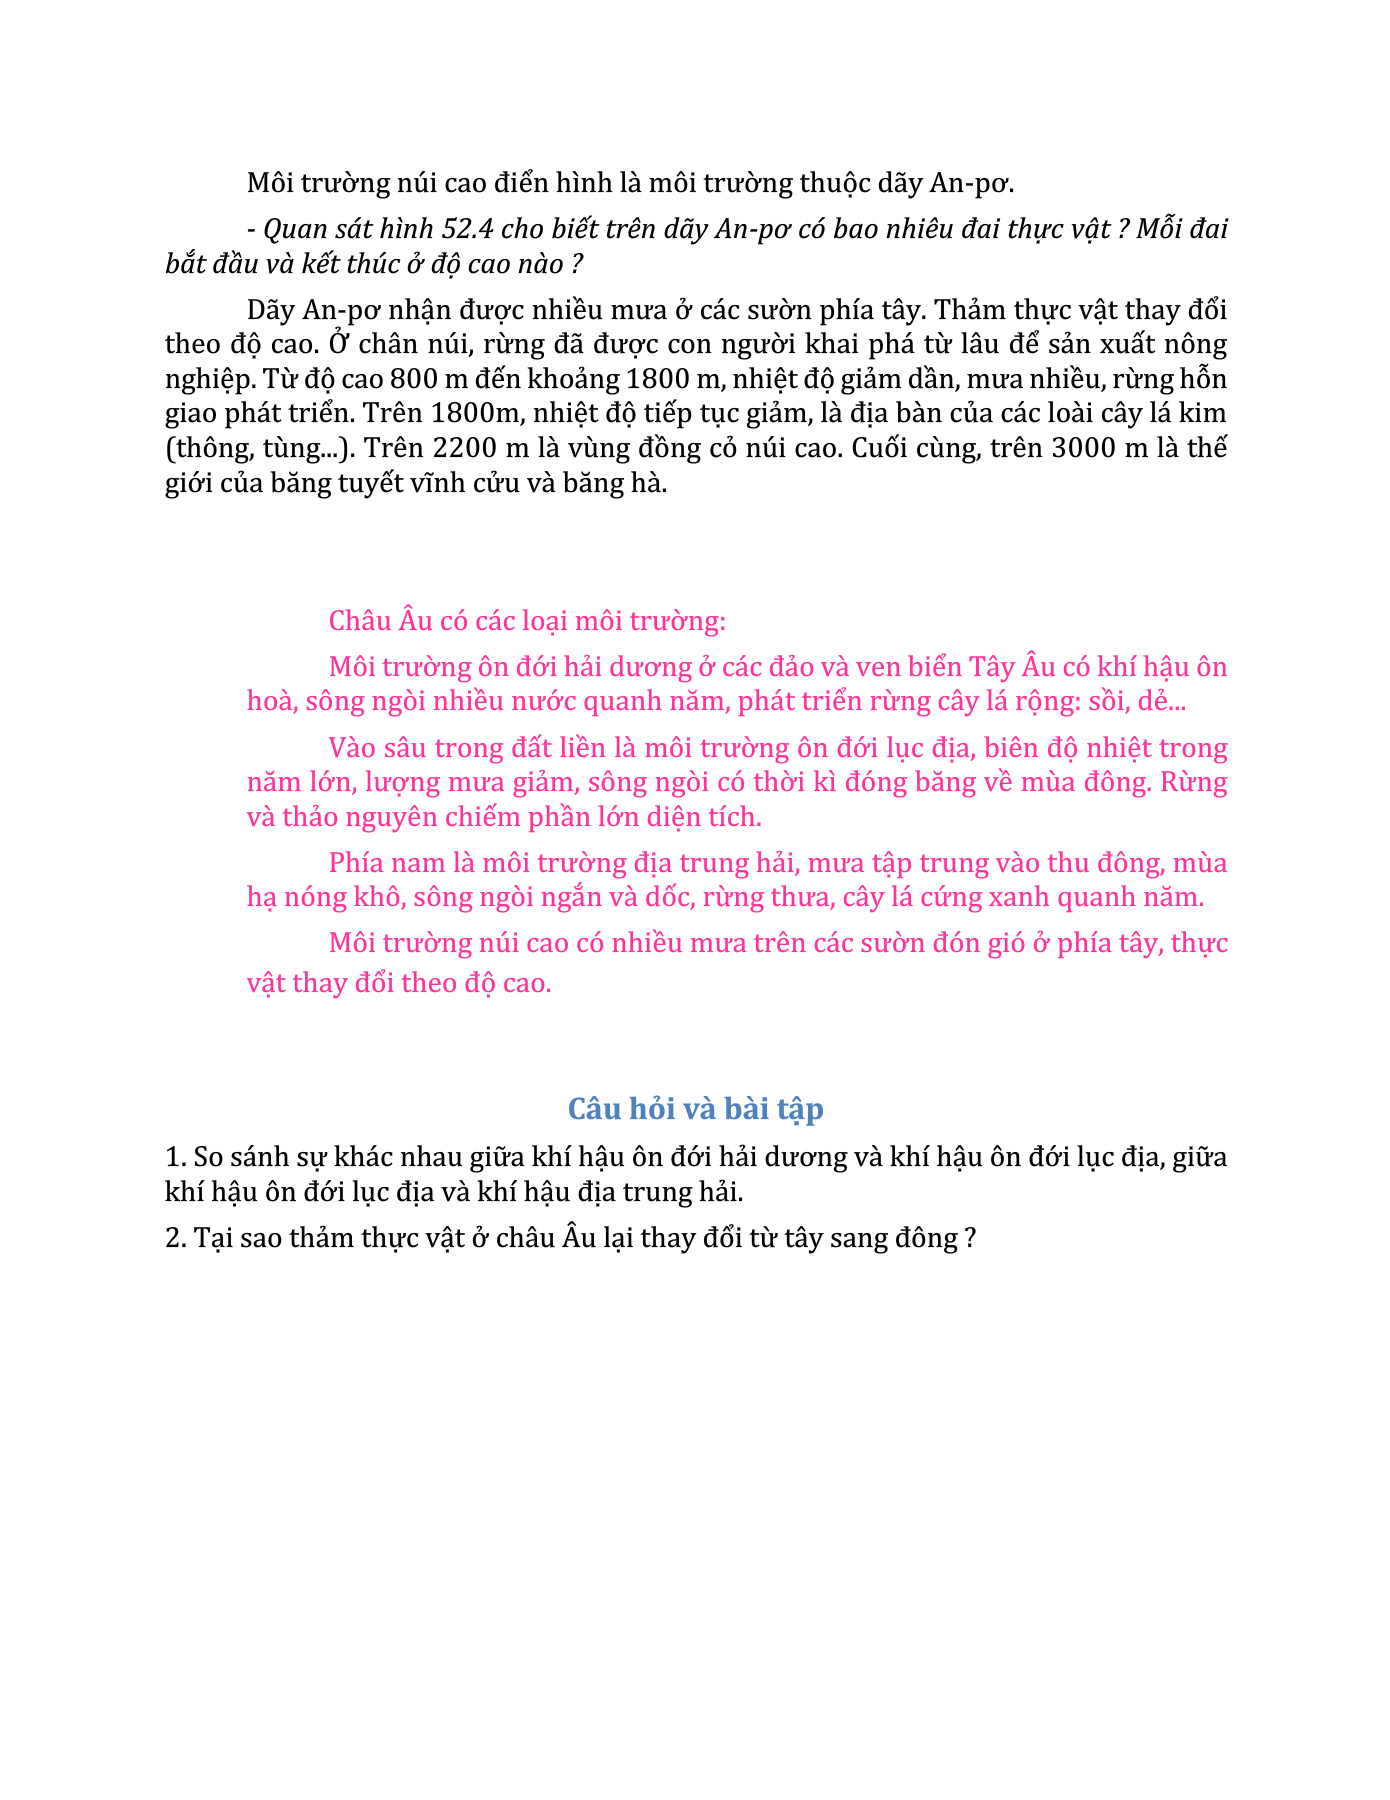 Môi trường núi cao điển hình là môi trường thuộc dãy An-pơ.
- Quan sát hình 52.4 cho biết trên dãy An-pơ có bao nhiêu đai thực vật ? Mỗi đai
bắt đầu và kết thúc ở độ cao nào ?
Dãy An-pơ nhận được nhiều mưa ở các sườn phía tây. Thảm thực vật thay đổi
theo độ cao. Ở chân núi, rừng đã được con người khai phá từ lâu để sản xuất nông
nghiệp. Từ độ cao 800 m đến khoảng 1800 m, nhiệt độ giảm dần, mưa nhiều, rừng hỗn
giao phát triển. Trên 1800m, nhiệt độ tiếp tục giảm, là địa bàn của các loài cây lá kim
(thông, tùng...). Trên 2200 m là vùng đồng cỏ núi cao. Cuối cùng, trên 3000 m là thế
giới của băng tuyết vĩnh cửu và băng hà.
Châu Âu có các loại môi trường:
Môi trường ôn đới hải dương ở các đảo và ven biển Tây Âu có khí hậu ôn
hoà, sông ngòi nhiều nước quanh năm, phát triển rừng cây lá rộng: sồi, dẻ...
Vào sâu trong đất liền là môi trường ôn đới lục địa, biên độ nhiệt trong
năm lớn, lượng mưa giảm, sông ngòi có thời kì đóng băng về mùa đông. Rừng
và thảo nguyên chiếm phần lớn diện tích.
Phía nam là môi trường địa trung hải, mưa tập trung vào thu đông, mùa
hạ nóng khô, sông ngòi ngắn và dốc, rừng thưa, cây lá cứng xanh quanh năm.
Môi trường núi cao có nhiều mưa trên các sườn đón gió ở phía tây, thực
vật thay đổi theo độ cao.
Câu hỏi và bài tập
1. So sánh sự khác nhau giữa khí hậu ôn đới hải dương và khí hậu ôn đới lục địa, giữa
khí hậu ôn đới lục địa và khí hậu địa trung hải.
2. Tại sao thảm thực vật ở châu Âu lại thay đổi từ tây sang đông ?